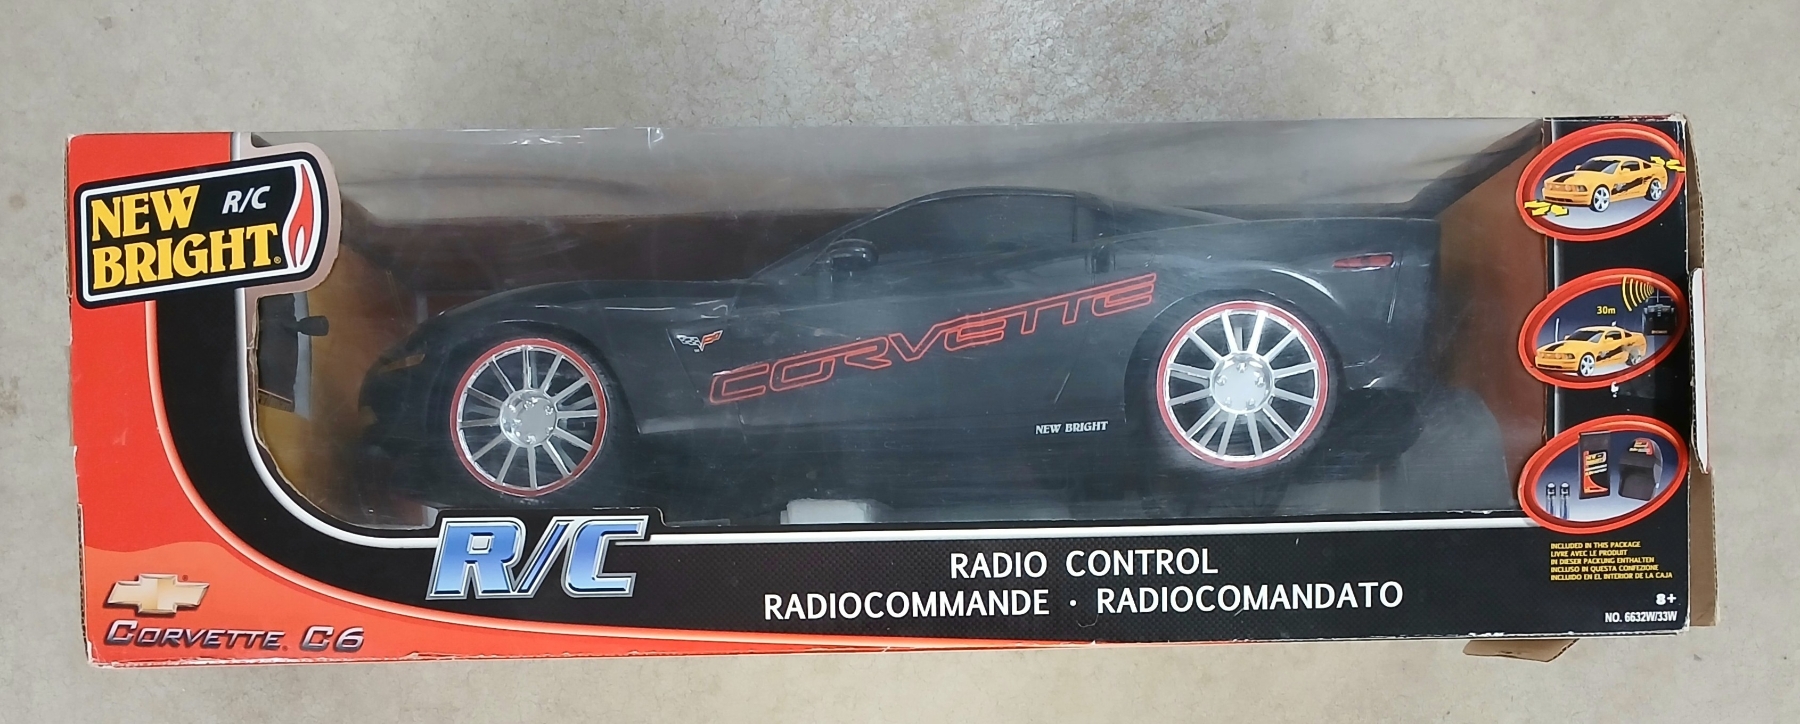 NEW R/C
BRIGHT®
CORVETTE
NEW BRIGHT
30m
R/C
RADIO CONTROL
RADIOCOMMANDE · RADIOCOMANDATO
CORVETTE C6
INCLUDED IN THIS PACKAGE
LIVRE AVEC LE PRODUIT
IN DIESER PACKUNG ENTHALTEN
INCLUSO IN QUESTA CONFEZIONE
INCLUIDO EN EL INTERIOR DE LA CAJA
8+
NO. 6632W/33W